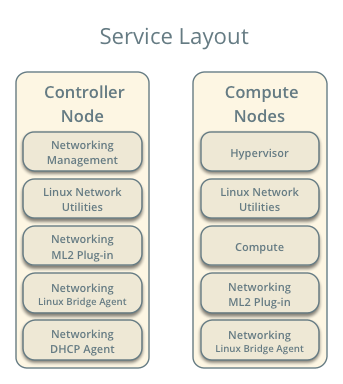 Service Layout
Controller
Node
Networking
Management
Linux Network
Utilities
Networking
ML2 Plug-in
Networking
Linux Bridge Agent
Networking
DHCP Agent
Compute
Nodes
Hypervisor
Linux Network
Utilities
Compute
Networking
ML2 Plug-in
Networking
Linux Bridge Agent